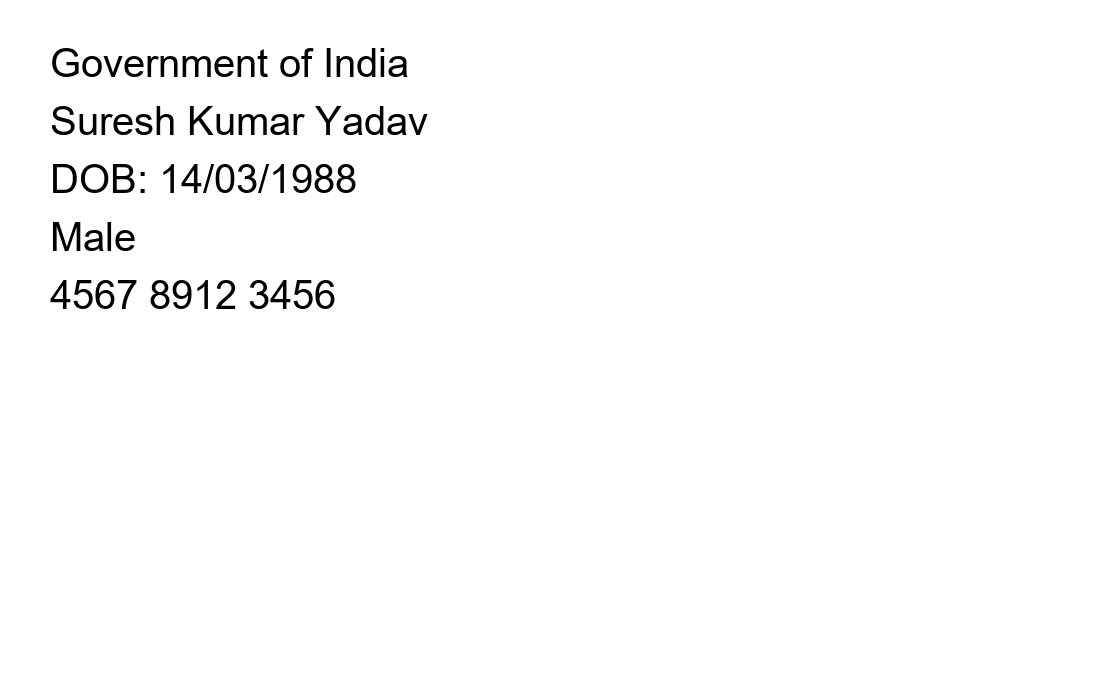 Government of India
Suresh Kumar Yadav
DOB: 14/03/1988
Male
4567 8912 3456